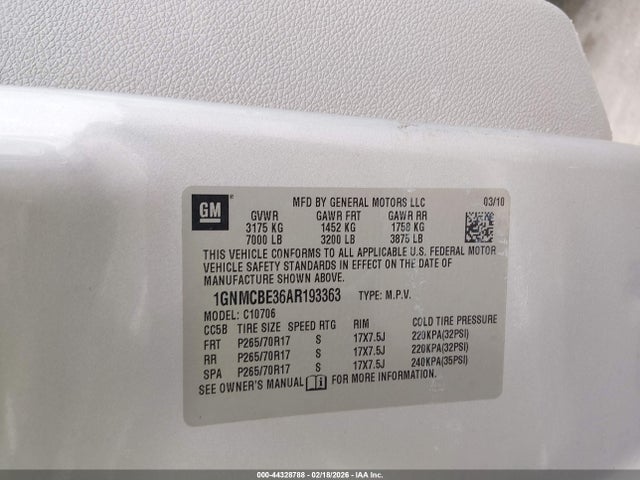 GM
MFD BY GENERAL MOTORS LLC 03/10
GVWR GAWR FRT GAWR RR
3175 KG 1452 KG 1758 KG
7000 LB 3200 LB 3875 LB
THIS VEHICLE CONFORMS TO ALL APPLICABLE U.S. FEDERAL MOTOR
VEHICLE SAFETY STANDARDS IN EFFECT ON THE DATE OF
MANUFACTURE SHOWN ABOVE.
1GNMCBE36AR193363 TYPE: M.P.V.
MODEL: C10706
CC5B TIRE SIZE SPEED RTG RIM COLD TIRE PRESSURE
FRT P265/70R17 S 17X7.5J 220KPA(32PSI)
RR P265/70R17 S 17X7.5J 220KPA(32PSI)
SPA P265/70R17 S 17X7.5J 240KPA(35PSI)
SEE OWNER'S MANUAL FOR MORE INFORMATION.
000-44328788 - 02/18/2026 - IAA Inc.